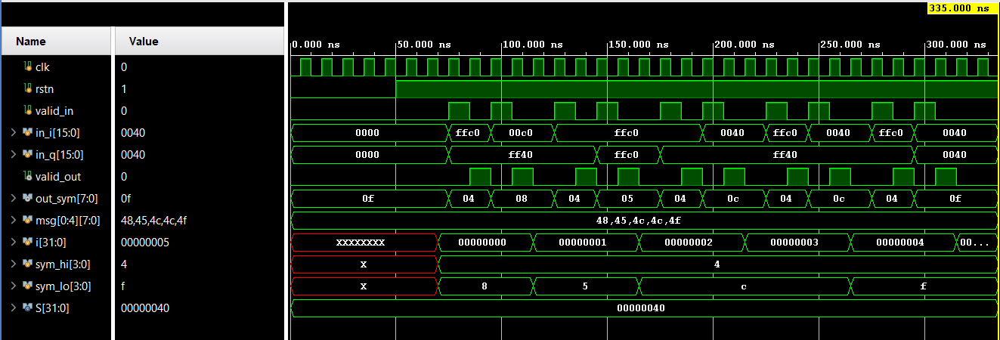 335.000 ns
Name Value
0.000 ns 50.000 ns 100.000 ns 150.000 ns 200.000 ns 250.000 ns 300.000 ns
clk 0
rstn 1
valid_in 0
in_i[15:0] 0040 0000 ffc0 00c0 ffc0 0040 ffc0 0040 ffc0 0040
in_q[15:0] 0040 0000 ff40 ffc0 ff40 0040
valid_out 0
out_sym[7:0] 0f 0f 04 08 04 05 04 0c 04 0c 04 0f
msg[0:4][7:0] 48,45,4c,4c,4f 48,45,4c,4c,4f
i[31:0] 00000005 XXXXXXXX 00000000 00000001 00000002 00000003 00000004 00...
sym_hi[3:0] 4 X 4
sym_lo[3:0] f X 8 5 c f
S[31:0] 00000040 00000040